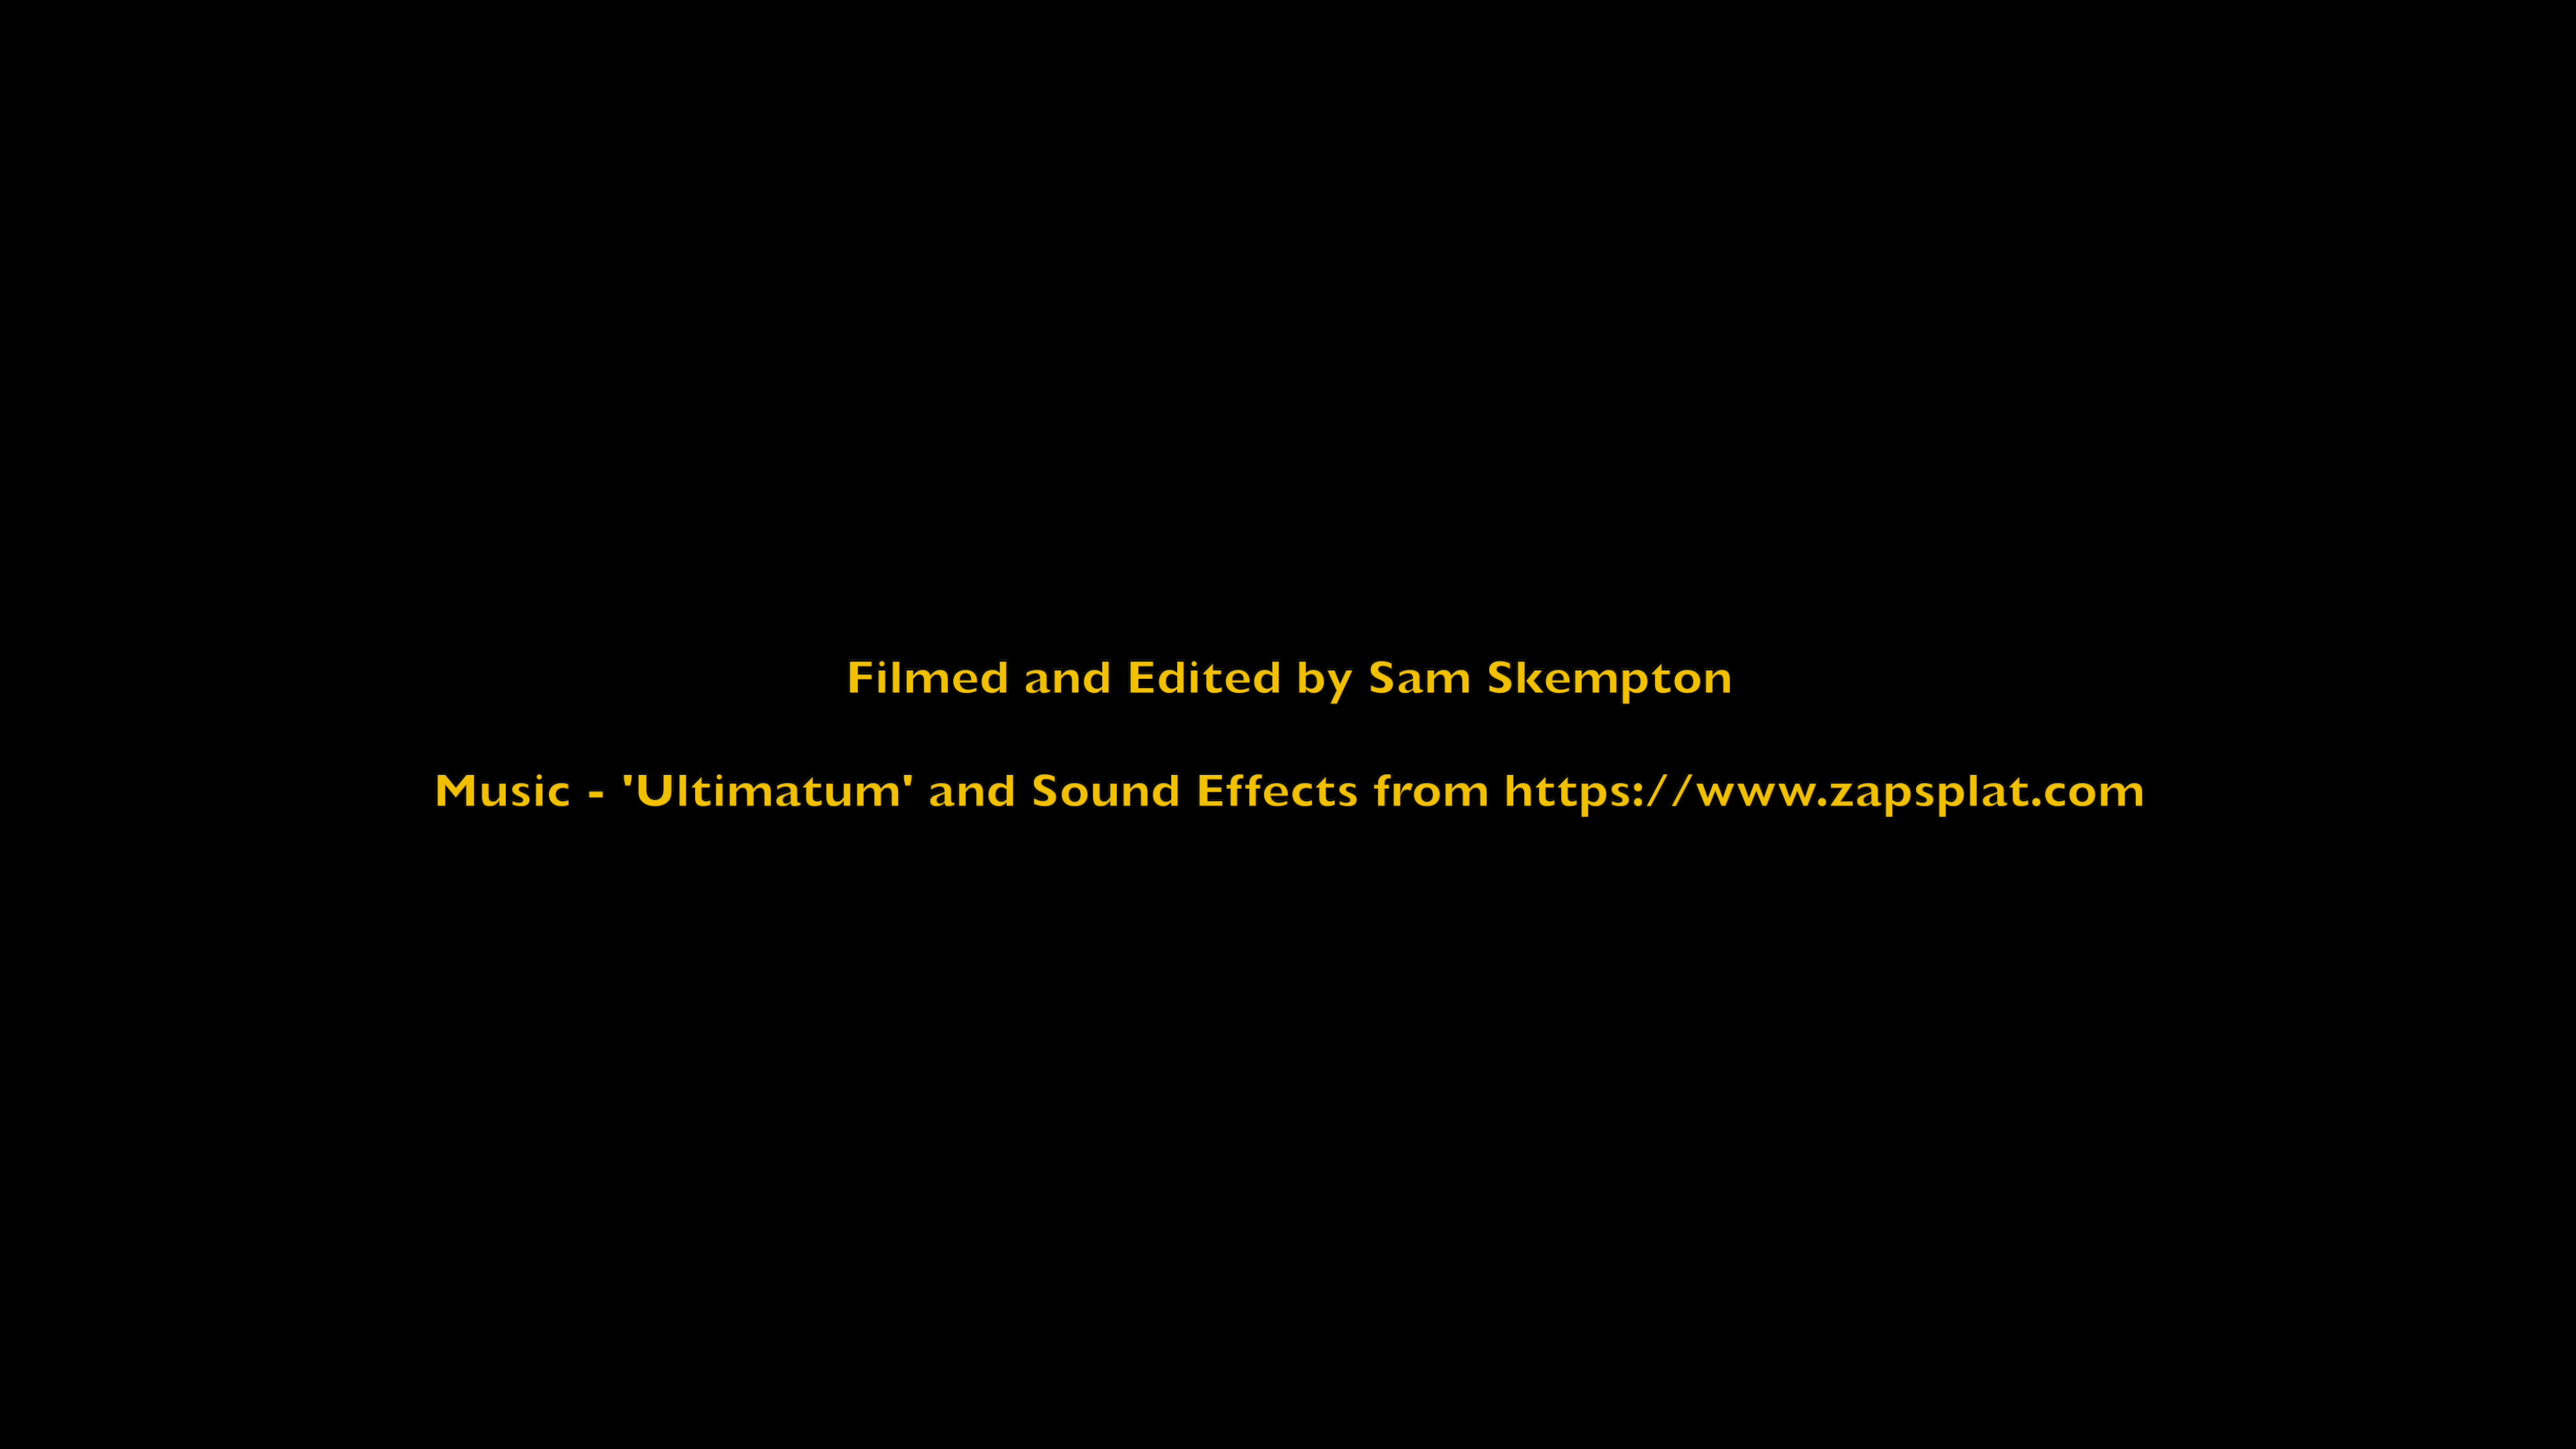 Filmed and Edited by Sam Skempton
Music - 'Ultimatum' and Sound Effects from https://www.zapsplat.com